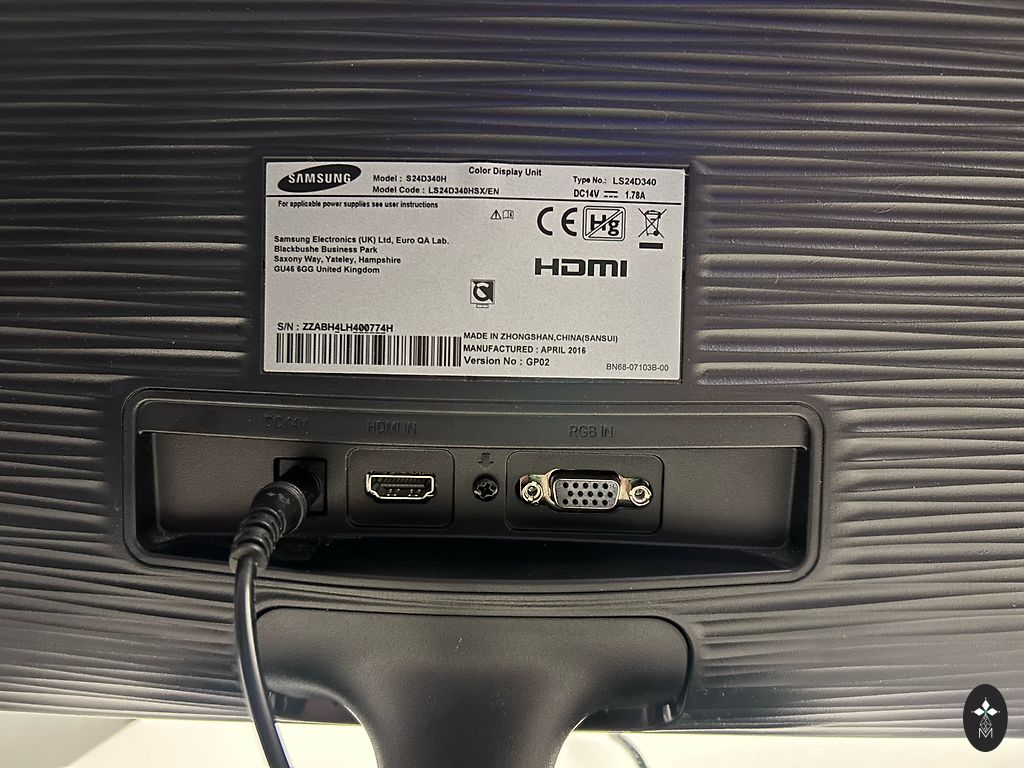 SAMSUNG
Color Display Unit
Model : S24D340H
Type No.: LS24D340
Model Code : LS24D340HSX/EN
DC14V 1.78A
For applicable power supplies see user instructions
CE
Hg
Samsung Electronics (UK) Ltd, Euro QA Lab.
Blackbushe Business Park
Saxony Way, Yateley, Hampshire
GU46 6GG United Kingdom
HDMI
S/N : ZZABH4LH400774H
MADE IN ZHONGSHAN,CHINA(SANSUI)
MANUFACTURED : APRIL 2016
Version No : GP02
BN68-07103B-00
DC 14V
HDMI IN
RGB IN
M